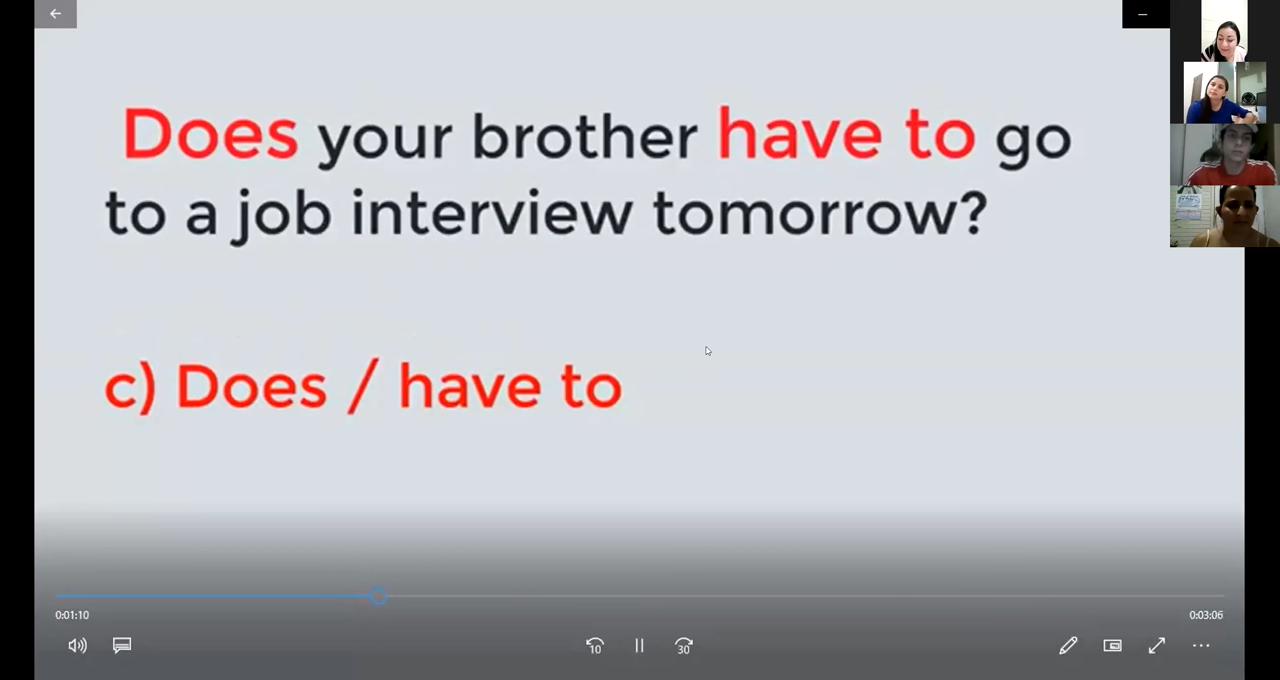 Does your brother have to go
to a job interview tomorrow?
c) Does / have to
0:01:10
0:03:06
10
30